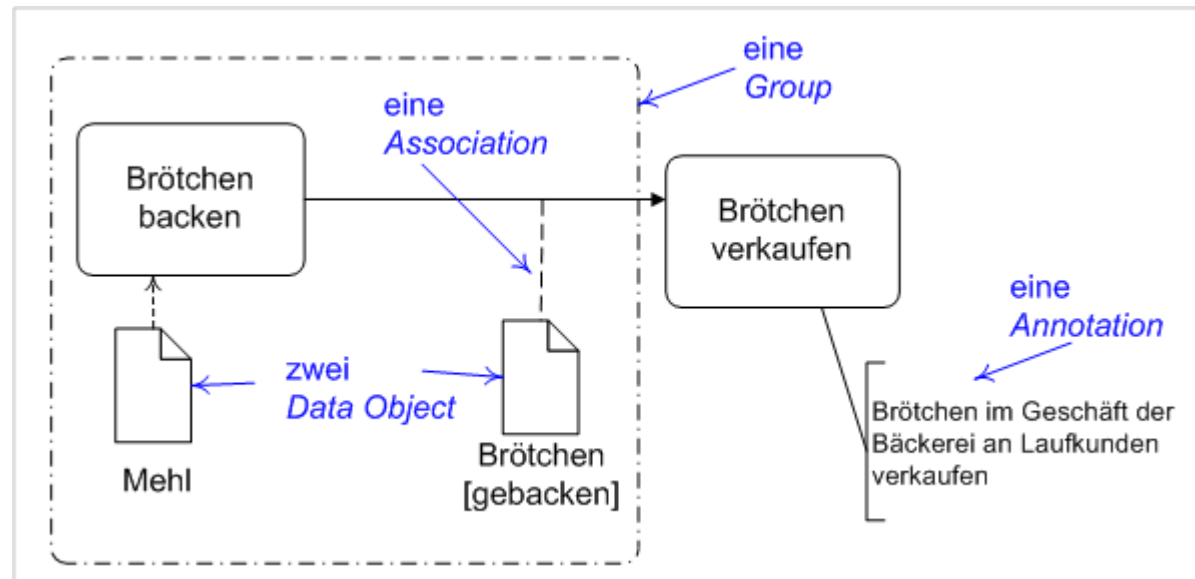 eine
Group
eine
Association
Brötchen
backen
Brötchen
verkaufen
eine
Annotation
zwei
Data Object
Brötchen im Geschäft der
Bäckerei an Laufkunden
verkaufen
Mehl
Brötchen
[gebacken]